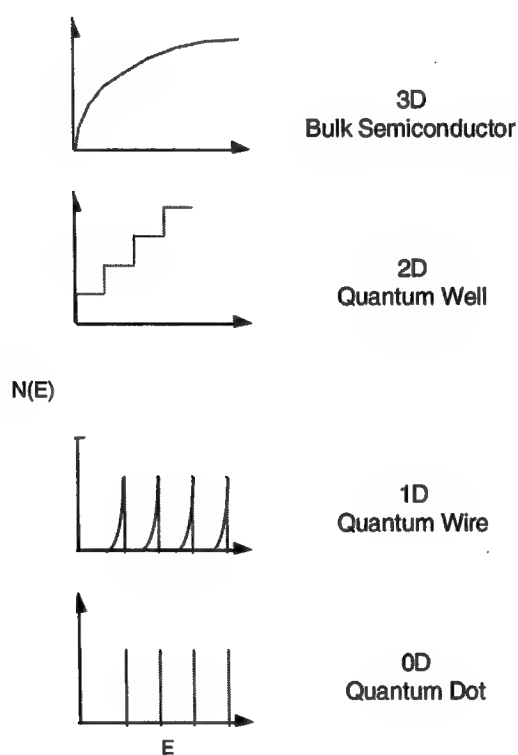 3D
Bulk Semiconductor
2D
Quantum Well
N(E)
1D
Quantum Wire
0D
Quantum Dot
E